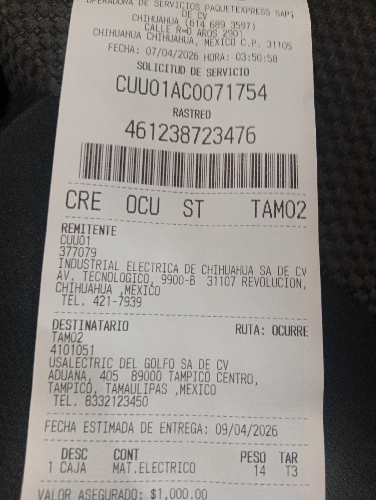 OPERADORA DE SERVICIOS PAQUETEXPRESS SAPI
DE CV
CHIHUAHUA (614 689 3597)
CALLE R=O AROS 2901
CHIHUAHUA CHIHUAHUA, MEXICO C.P. 31105
FECHA: 07/04/2026 HORA: 03:50:58
SOLICITUD DE SERVICIO
CUU01AC0071754
RASTREO
461238723476
CRE OCU ST TAM02
REMITENTE
CUU01
377079
INDUSTRIAL ELECTRICA DE CHIHUAHUA SA DE CV
AV. TECNOLOGICO, 9900-B 31107 REVOLUCION,
CHIHUAHUA ,MEXICO
TEL. 421-7939
DESTINATARIO RUTA: OCURRE
TAM02
4101051
USALECTRIC DEL GOLFO SA DE CV
ADUANA, 405 89000 TAMPICO CENTRO,
TAMPICO, TAMAULIPAS ,MEXICO
TEL. 8332123450
FECHA ESTIMADA DE ENTREGA: 09/04/2026
DESC CONT PESO TAR
1 CAJA MAT.ELECTRICO 14 T3
VALOR ASEGURADO: $1,000.00